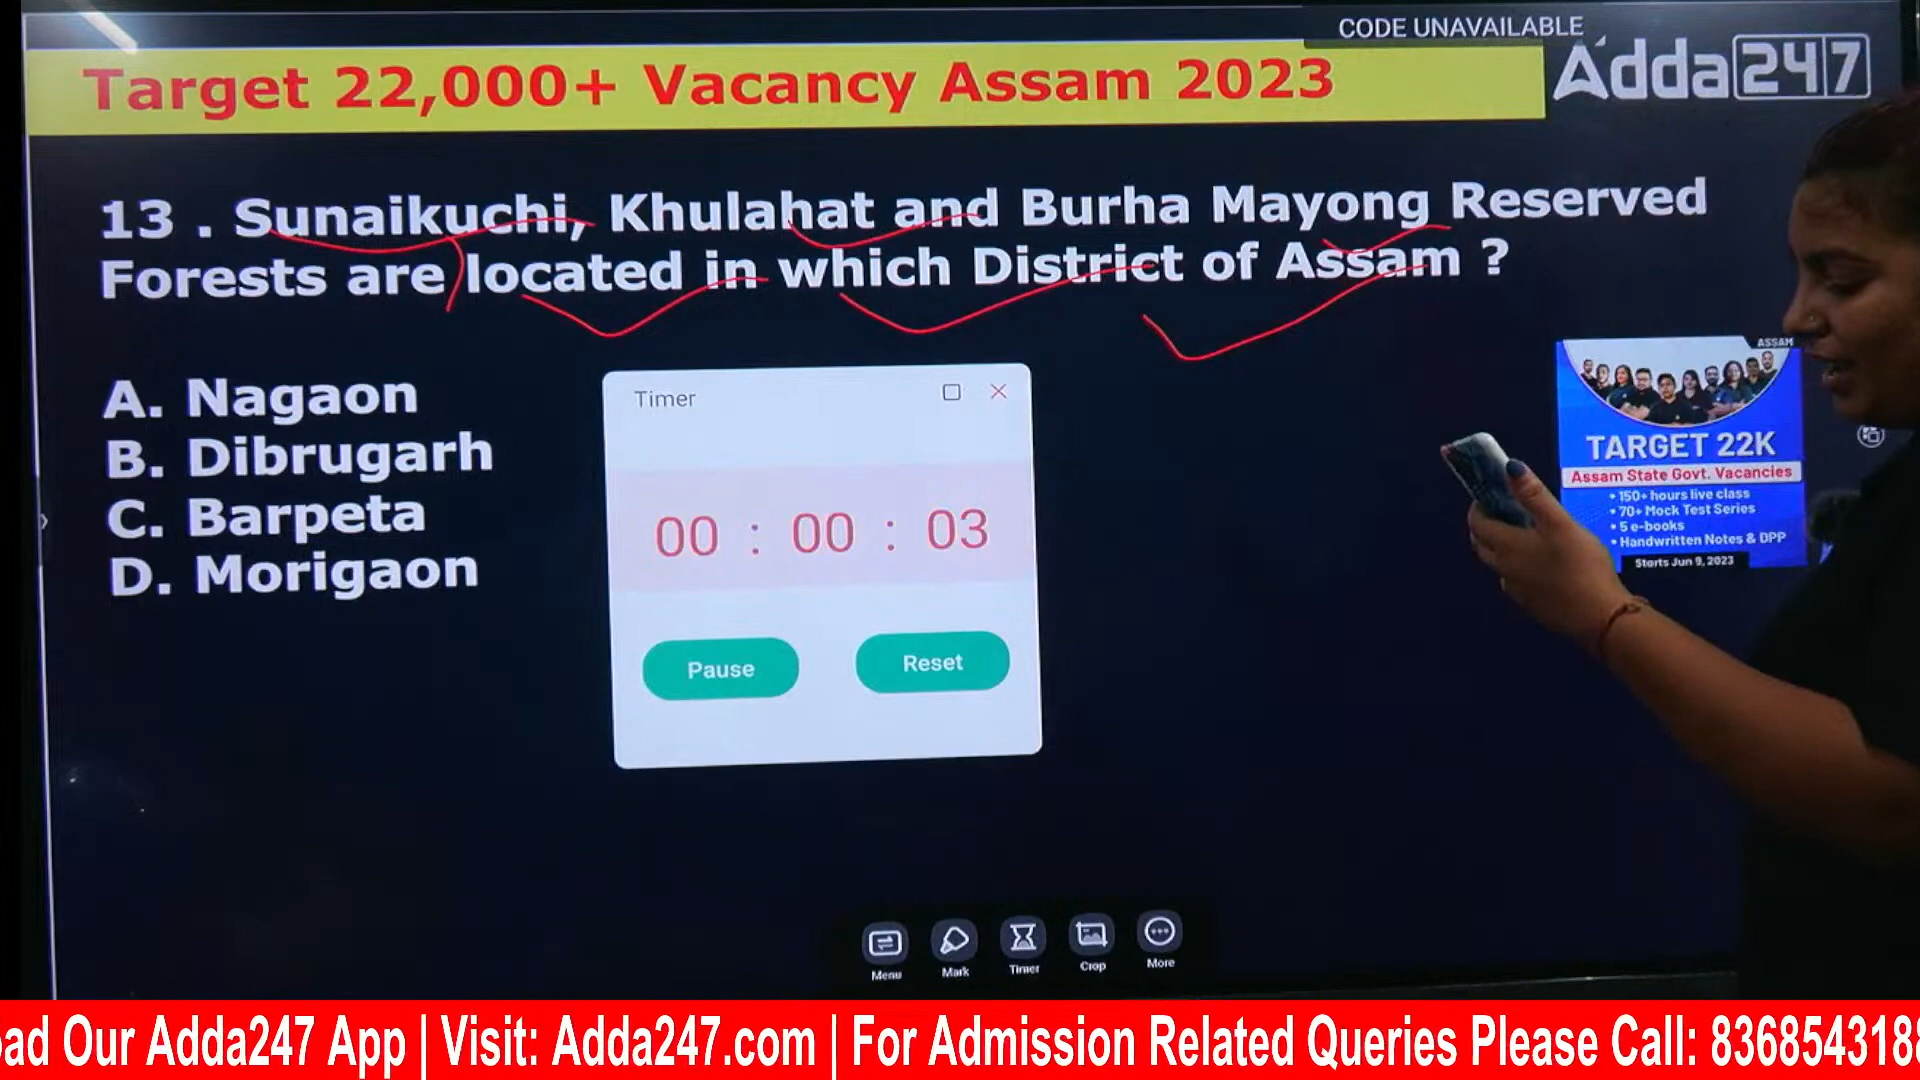 CODE UNAVAILABLE
Target 22,000+ Vacancy Assam 2023
Adda247
13 . Sunaikuchi, Khulahat and Burha Mayong Reserved
Forests are located in which District of Assam ?
A. Nagaon
B. Dibrugarh
C. Barpeta
D. Morigaon
Timer
00 : 00 : 03
Pause
Reset
ASSAM
TARGET 22K
Assam State Govt. Vacancies
• 150+ hours live class
• 70+ Mock Test Series
• 5 e-books
• Handwritten Notes & DPP
Starts Jun 9, 2023
Menu
Mark
Timer
Crop
More
oad Our Adda247 App | Visit: Adda247.com | For Admission Related Queries Please Call: 836854318